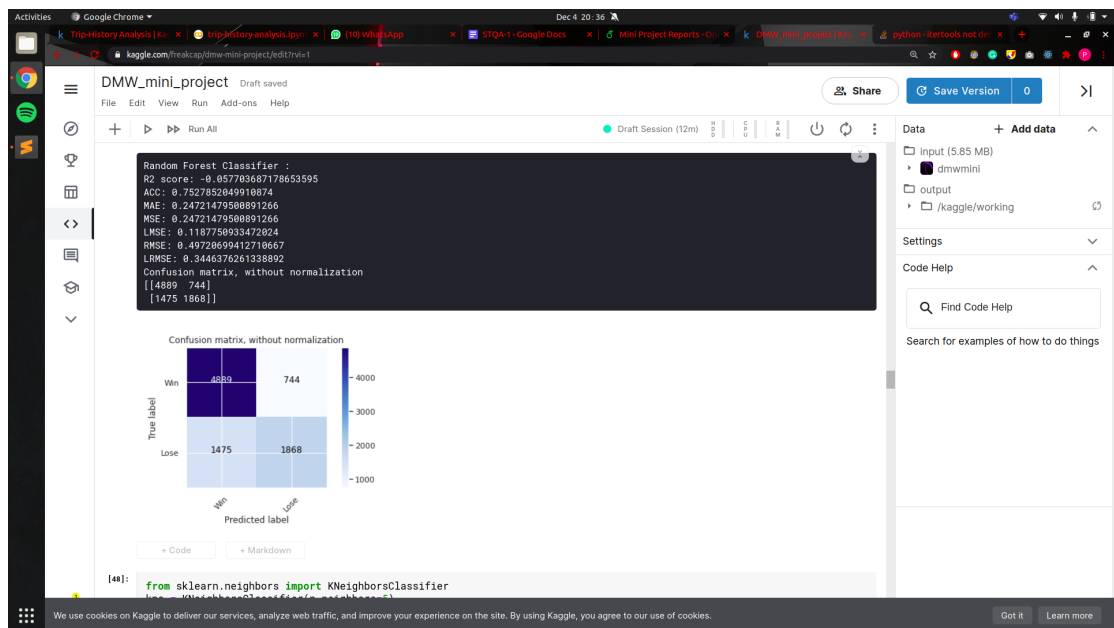 Activities
Google Chrome
Dec 4 20:36
Trip-History Analysis | Ka
trip-history-analysis.ipyn
(10) WhatsApp
STQA-1 - Google Docs
Mini Project Reports - On
DMW_mini_project | Ka
python - itertools not de
kaggle.com/freakcap/dmw-mini-project/edit?rvi=1
DMW_mini_project Draft saved
File Edit View Run Add-ons Help
Share
Save Version 0
Run All
Draft Session (12m)
HDD
CPU
RAM
Random Forest Classifier :
R2 score: -0.057703687178653595
ACC: 0.7527852049910874
MAE: 0.24721479500891266
MSE: 0.24721479500891266
LMSE: 0.1187750933472024
RMSE: 0.49720699412710667
LRMSE: 0.3446376261338892
Confusion matrix, without normalization
[[4889 744]
[1475 1868]]
Confusion matrix, without normalization
True label
Win
Lose
4889 744
1475 1868
4000
3000
2000
1000
Win Lose
Predicted label
+ Code + Markdown
[48]:
from sklearn.neighbors import KNeighborsClassifier
Data
+ Add data
input (5.85 MB)
dmwmini
output
/kaggle/working
Settings
Code Help
Find Code Help
Search for examples of how to do things
We use cookies on Kaggle to deliver our services, analyze web traffic, and improve your experience on the site. By using Kaggle, you agree to our use of cookies.
Got it
Learn more